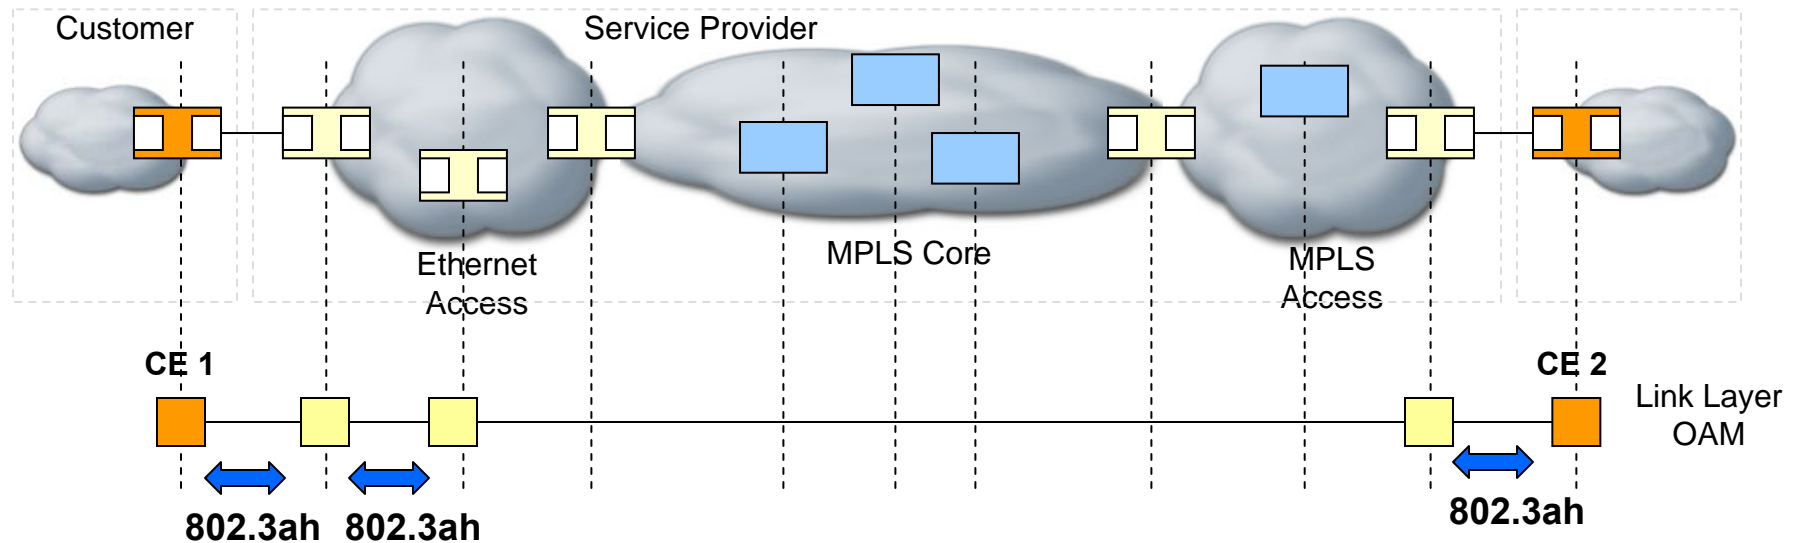 Customer
Service Provider
Ethernet
Access
MPLS Core
MPLS
Access
CE 1
CE 2
Link Layer
OAM
802.3ah
802.3ah
802.3ah